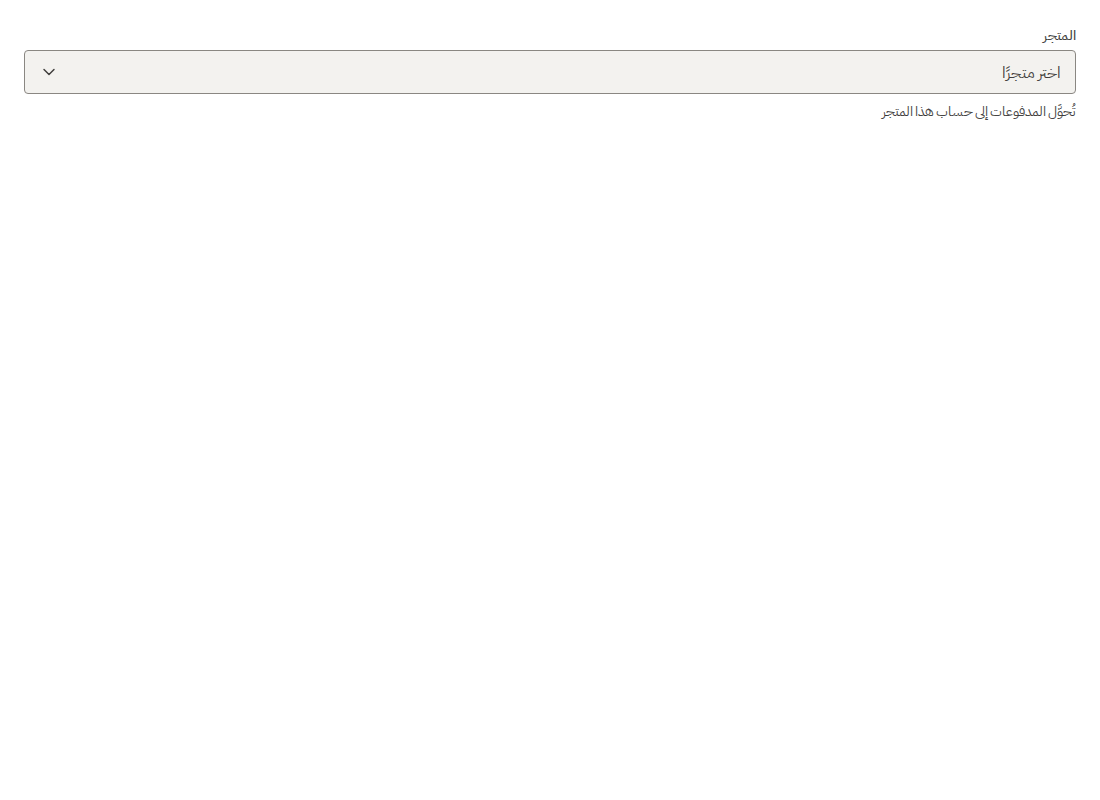 المتجر
اختر متجرًا
تُحوَّل المدفوعات إلى حساب هذا المتجر